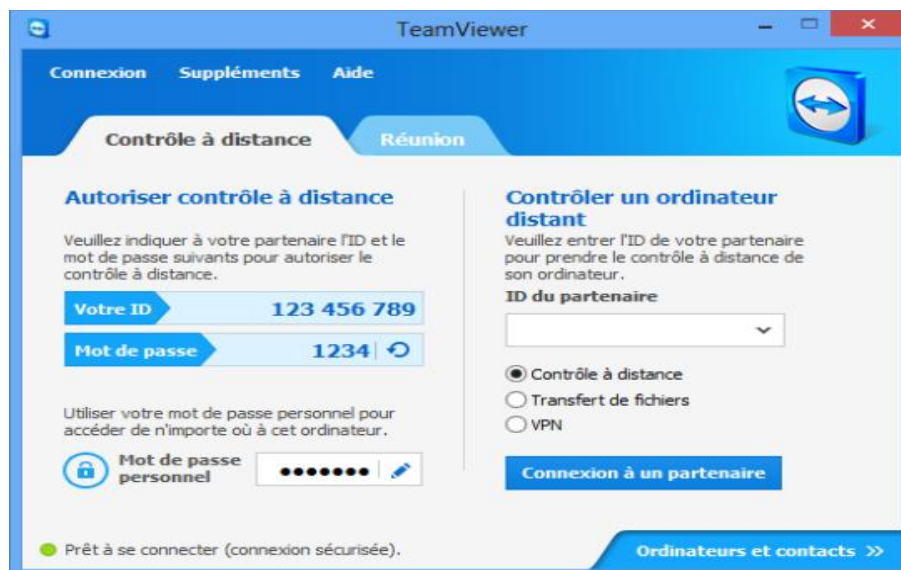 TeamViewer
Connexion Suppléments Aide
Contrôle à distance Réunion
Autoriser contrôle à distance
Veuillez indiquer à votre partenaire l'ID et le
mot de passe suivants pour autoriser le
contrôle à distance.
Votre ID 123 456 789
Mot de passe 1234
Utiliser votre mot de passe personnel pour
accéder de n'importe où à cet ordinateur.
Mot de passe
personnel
Prêt à se connecter (connexion sécurisée).
Contrôler un ordinateur
distant
Veuillez entrer l'ID de votre partenaire
pour prendre le contrôle à distance de
son ordinateur.
ID du partenaire
Contrôle à distance
Transfert de fichiers
VPN
Connexion à un partenaire
Ordinateurs et contacts >>